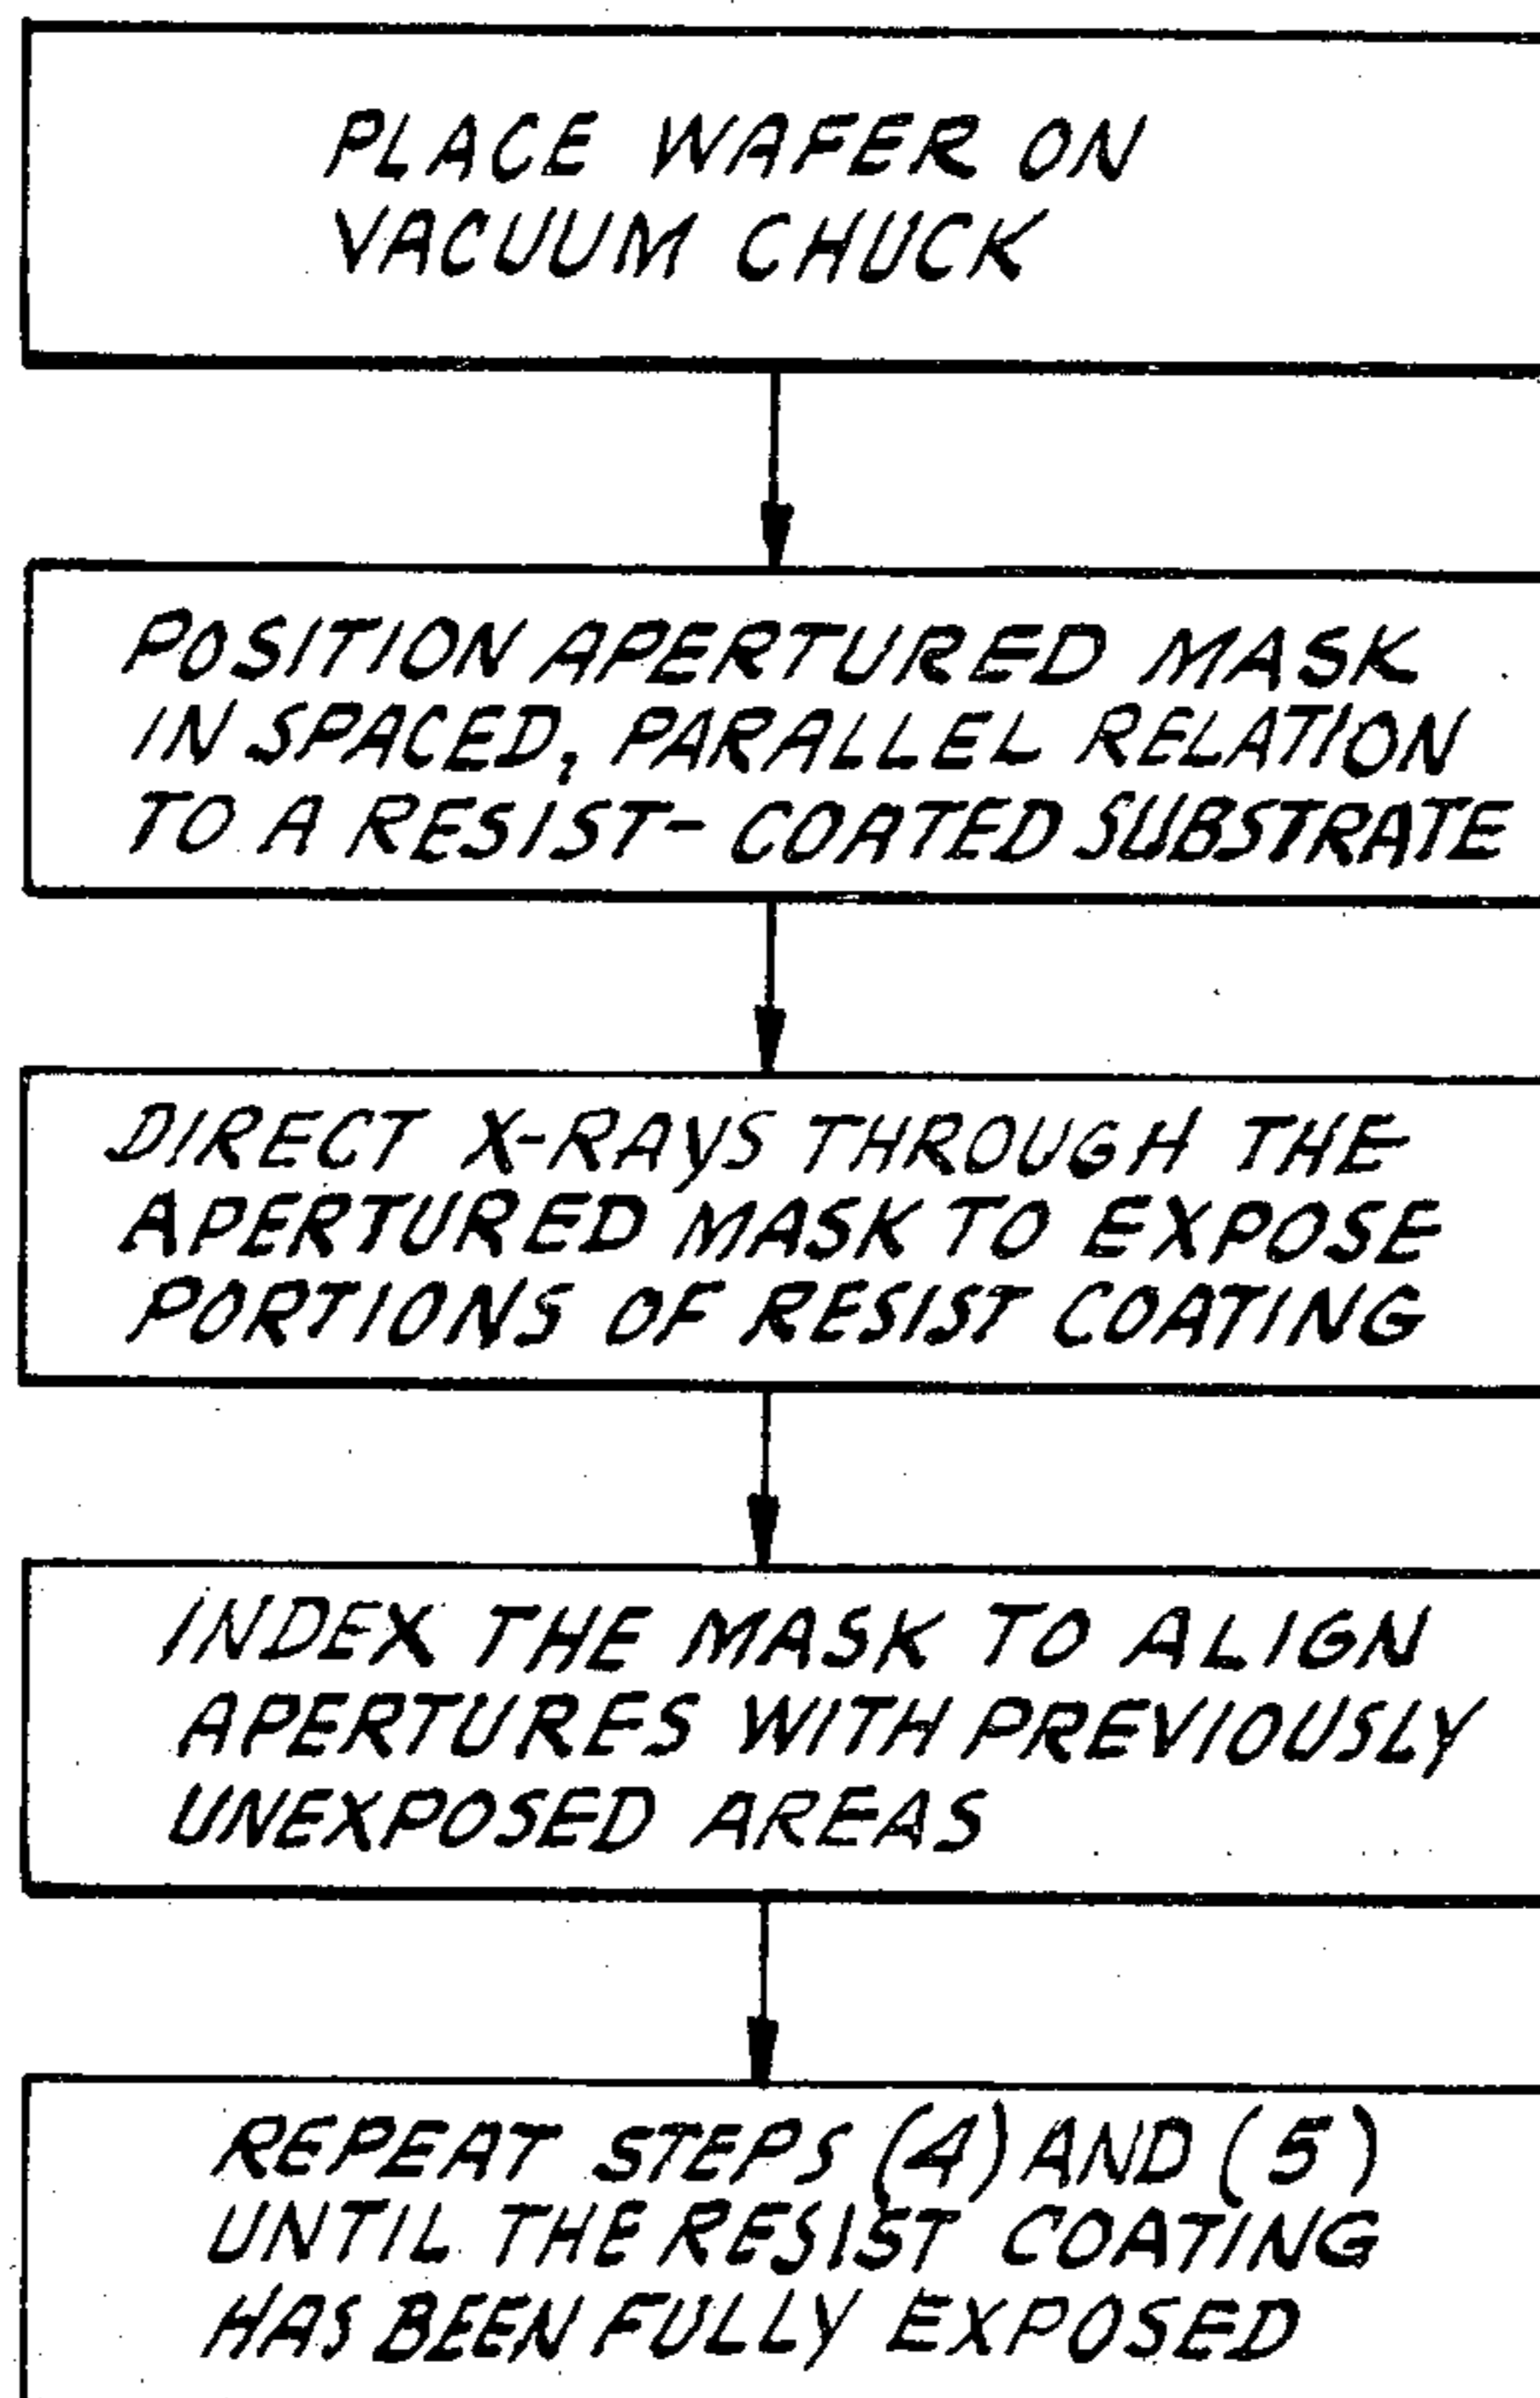 PLACE WAFER ON
VACUUM CHUCK
POSITION APERTURED MASK
IN SPACED, PARALLEL RELATION
TO A RESIST-COATED SUBSTRATE
DIRECT X-RAYS THROUGH THE
APERTURED MASK TO EXPOSE
PORTIONS OF RESIST COATING
INDEX THE MASK TO ALIGN
APERTURES WITH PREVIOUSLY
UNEXPOSED AREAS
REPEAT STEPS (4) AND (5)
UNTIL THE RESIST COATING
HAS BEEN FULLY EXPOSED